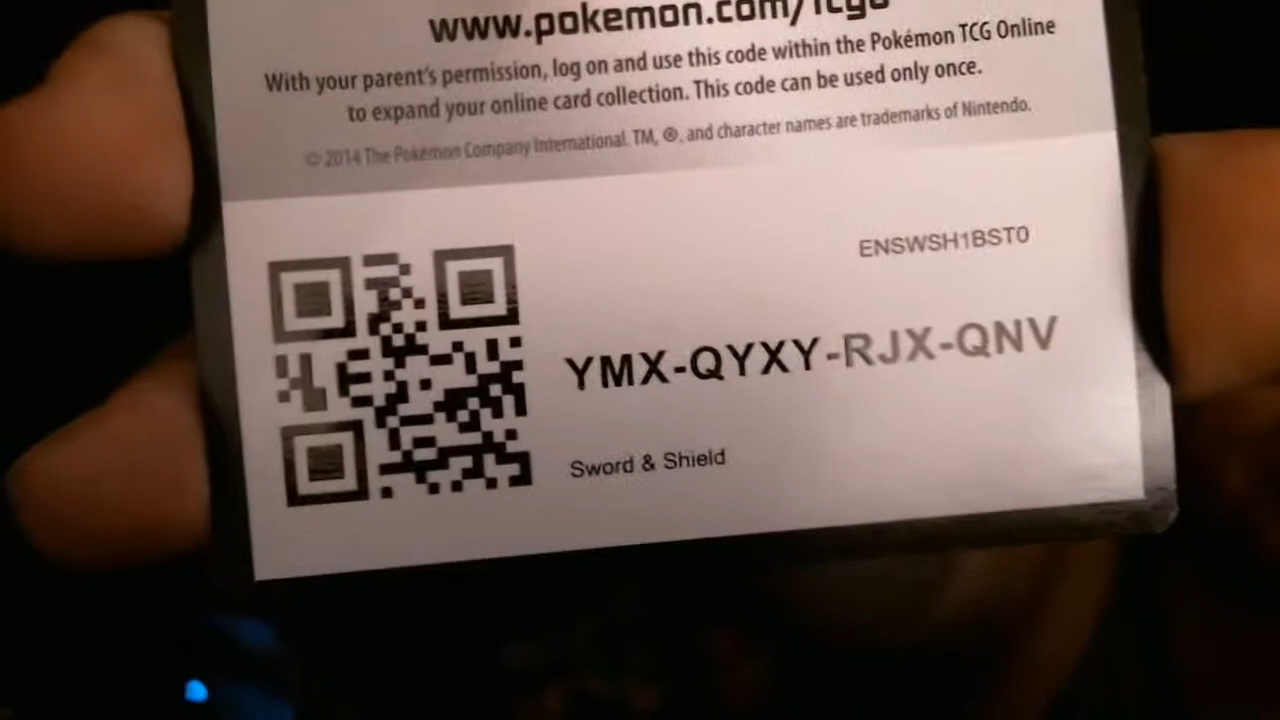 www.pokemon.com/tcgo
With your parent's permission, log on and use this code within the Pokémon TCG Online
to expand your online card collection. This code can be used only once.
© 2014 The Pokémon Company International. TM, ®, and character names are trademarks of Nintendo.
ENSWSH1BST0
YMX-QYXY-RJX-QNV
Sword & Shield